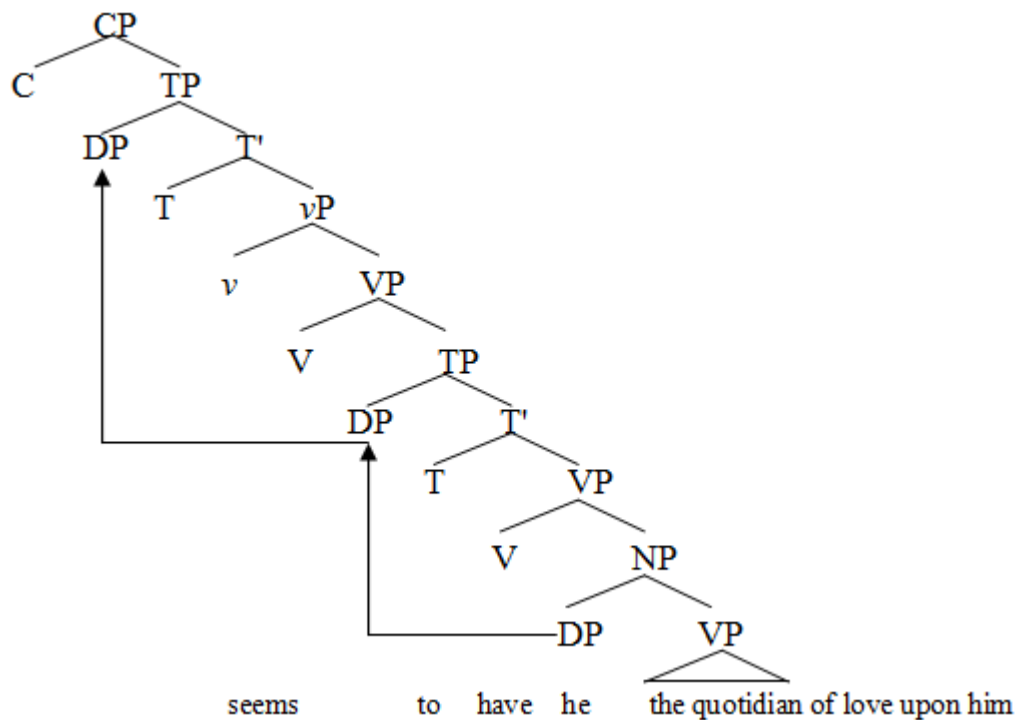 CP
C TP
DP T'
T vP
v VP
V TP
DP T'
T VP
V NP
DP VP
seems to have he the quotidian of love upon him